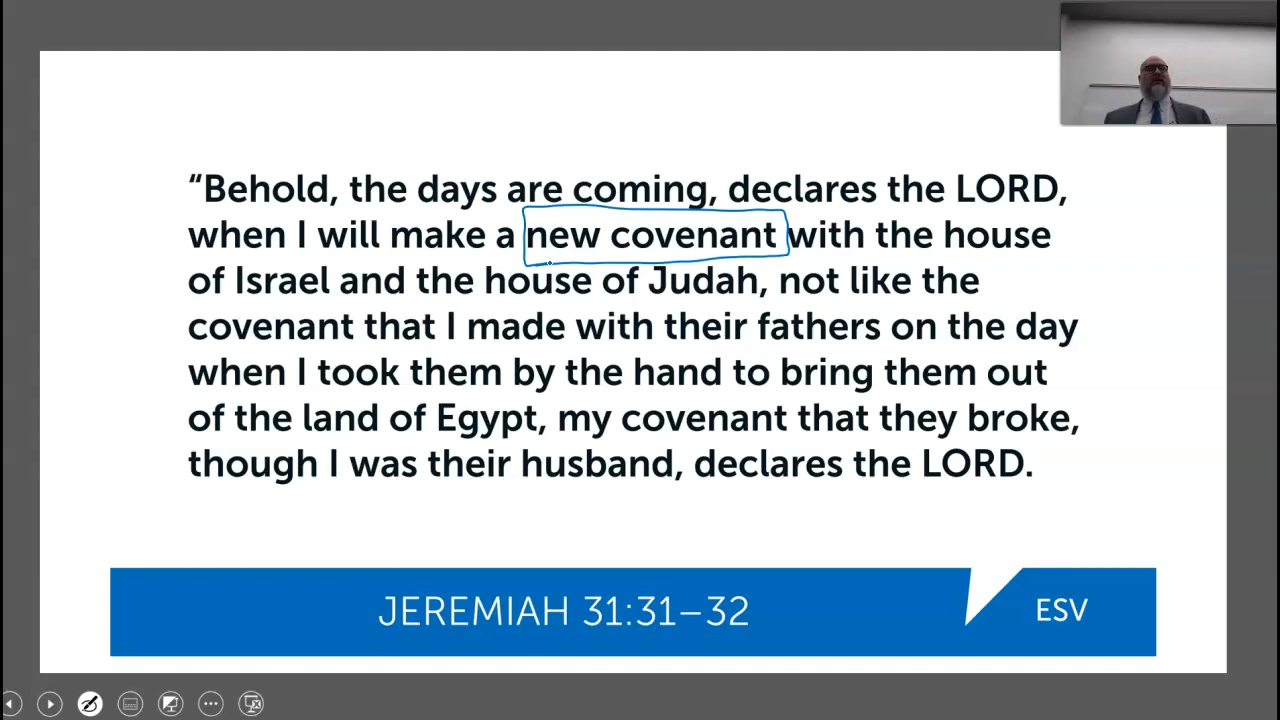 “Behold, the days are coming, declares the LORD,
when I will make a new covenant with the house
of Israel and the house of Judah, not like the
covenant that I made with their fathers on the day
when I took them by the hand to bring them out
of the land of Egypt, my covenant that they broke,
though I was their husband, declares the LORD.
JEREMIAH 31:31–32
ESV